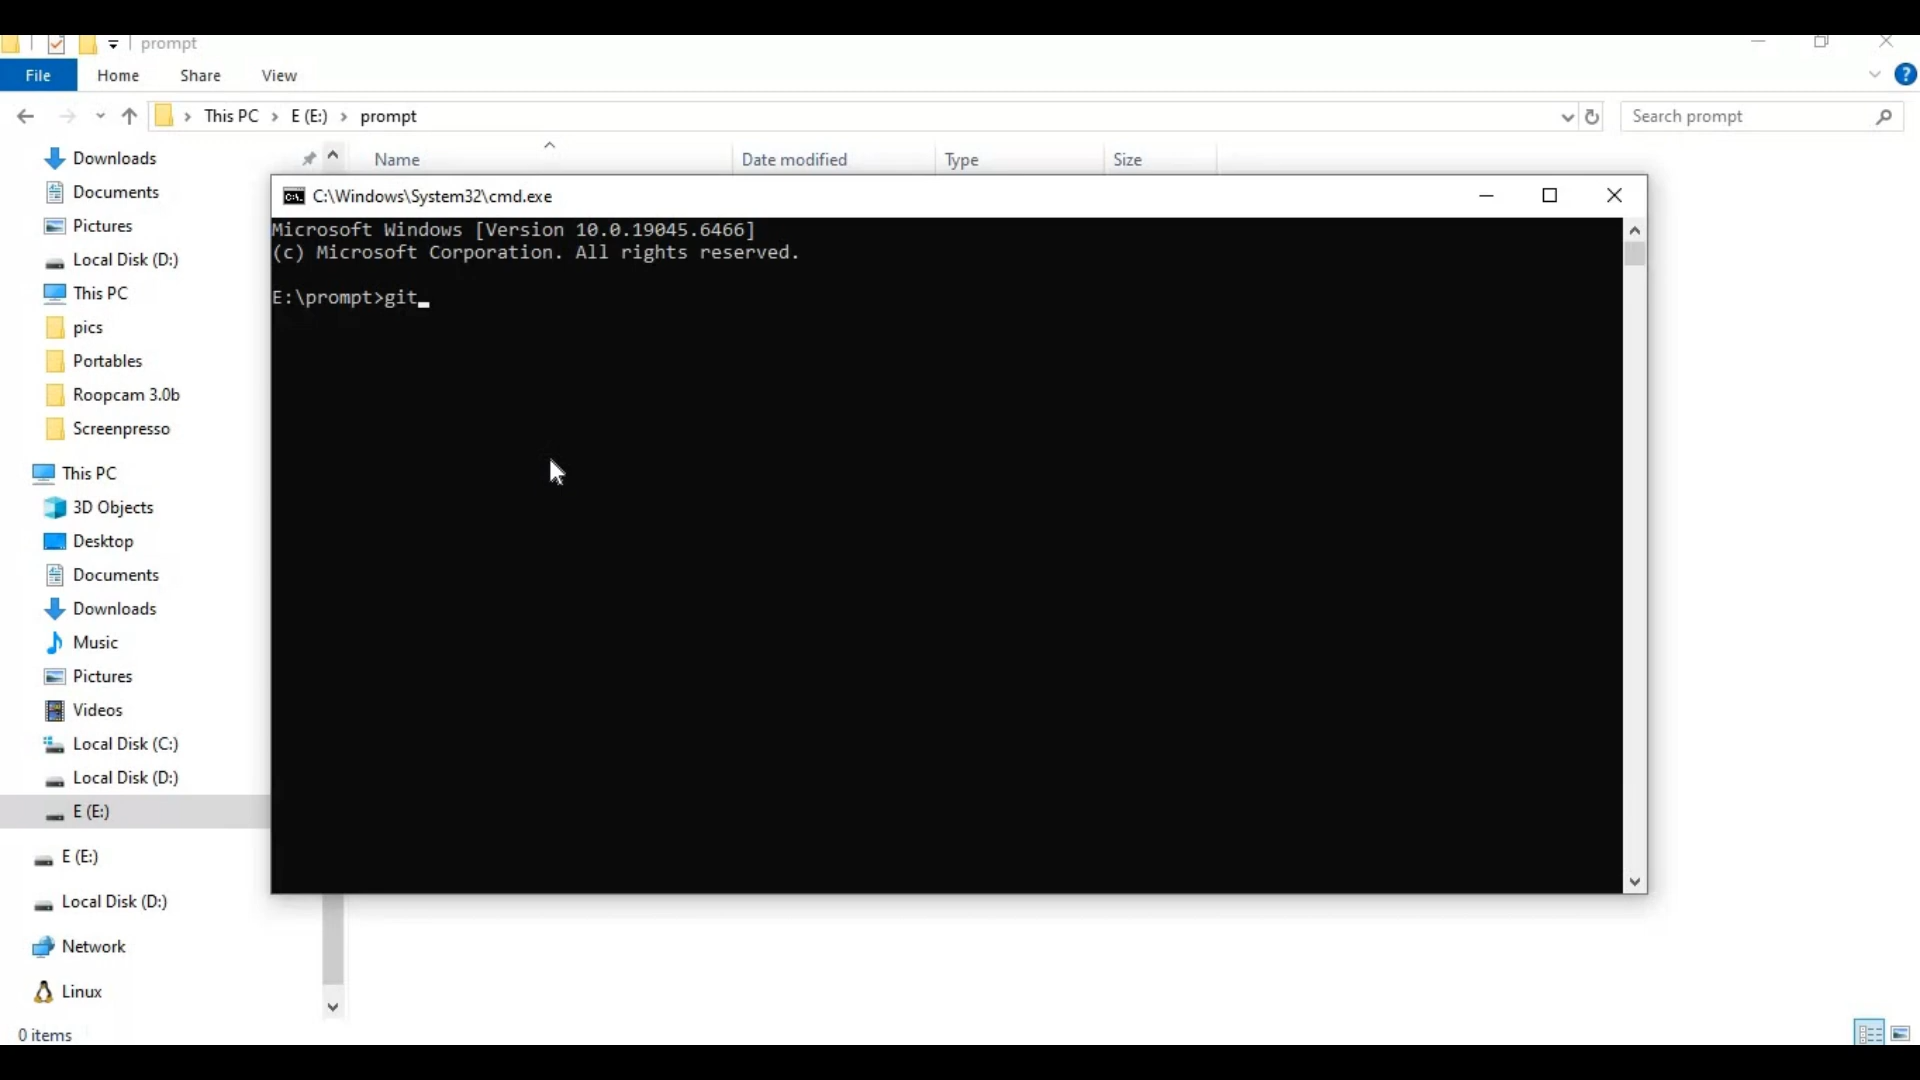 prompt
File Home Share View
This PC E (E:) prompt
Search prompt
Name Date modified Type Size
Downloads
Documents
Pictures
Local Disk (D:)
This PC
pics
Portables
Roopcam 3.0b
Screenpresso
This PC
3D Objects
Desktop
Documents
Downloads
Music
Pictures
Videos
Local Disk (C:)
Local Disk (D:)
E (E:)
E (E:)
Local Disk (D:)
Network
Linux
0 items
C:\Windows\System32\cmd.exe
Microsoft Windows [Version 10.0.19045.6466]
(c) Microsoft Corporation. All rights reserved.
E:\prompt>git_